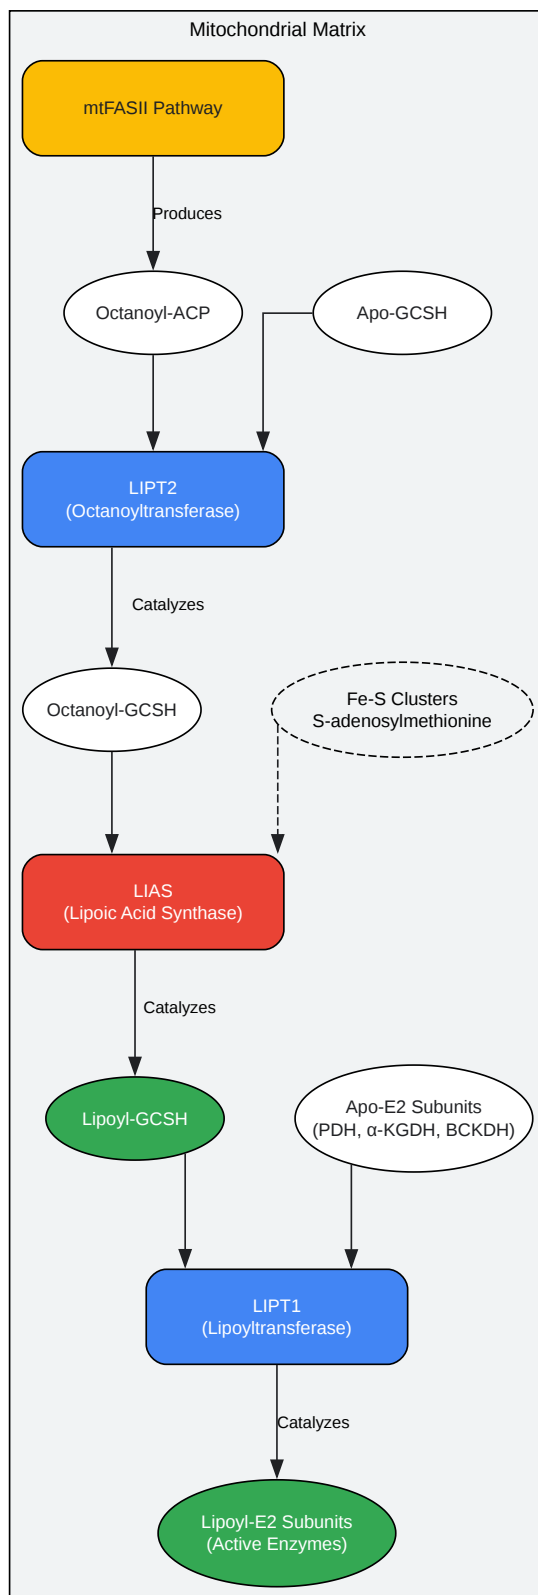 Mitochondrial Matrix
mtFASII Pathway
Produces
Octanoyl-ACP
Apo-GCSH
LIPT2
(Octanoyltransferase)
Catalyzes
Octanoyl-GCSH
Fe-S Clusters
S-adenosylmethionine
LIAS
(Lipoic Acid Synthase)
Catalyzes
Lipoyl-GCSH
Apo-E2 Subunits
(PDH, α-KGDH, BCKDH)
LIPT1
(Lipoyltransferase)
Catalyzes
Lipoyl-E2 Subunits
(Active Enzymes)